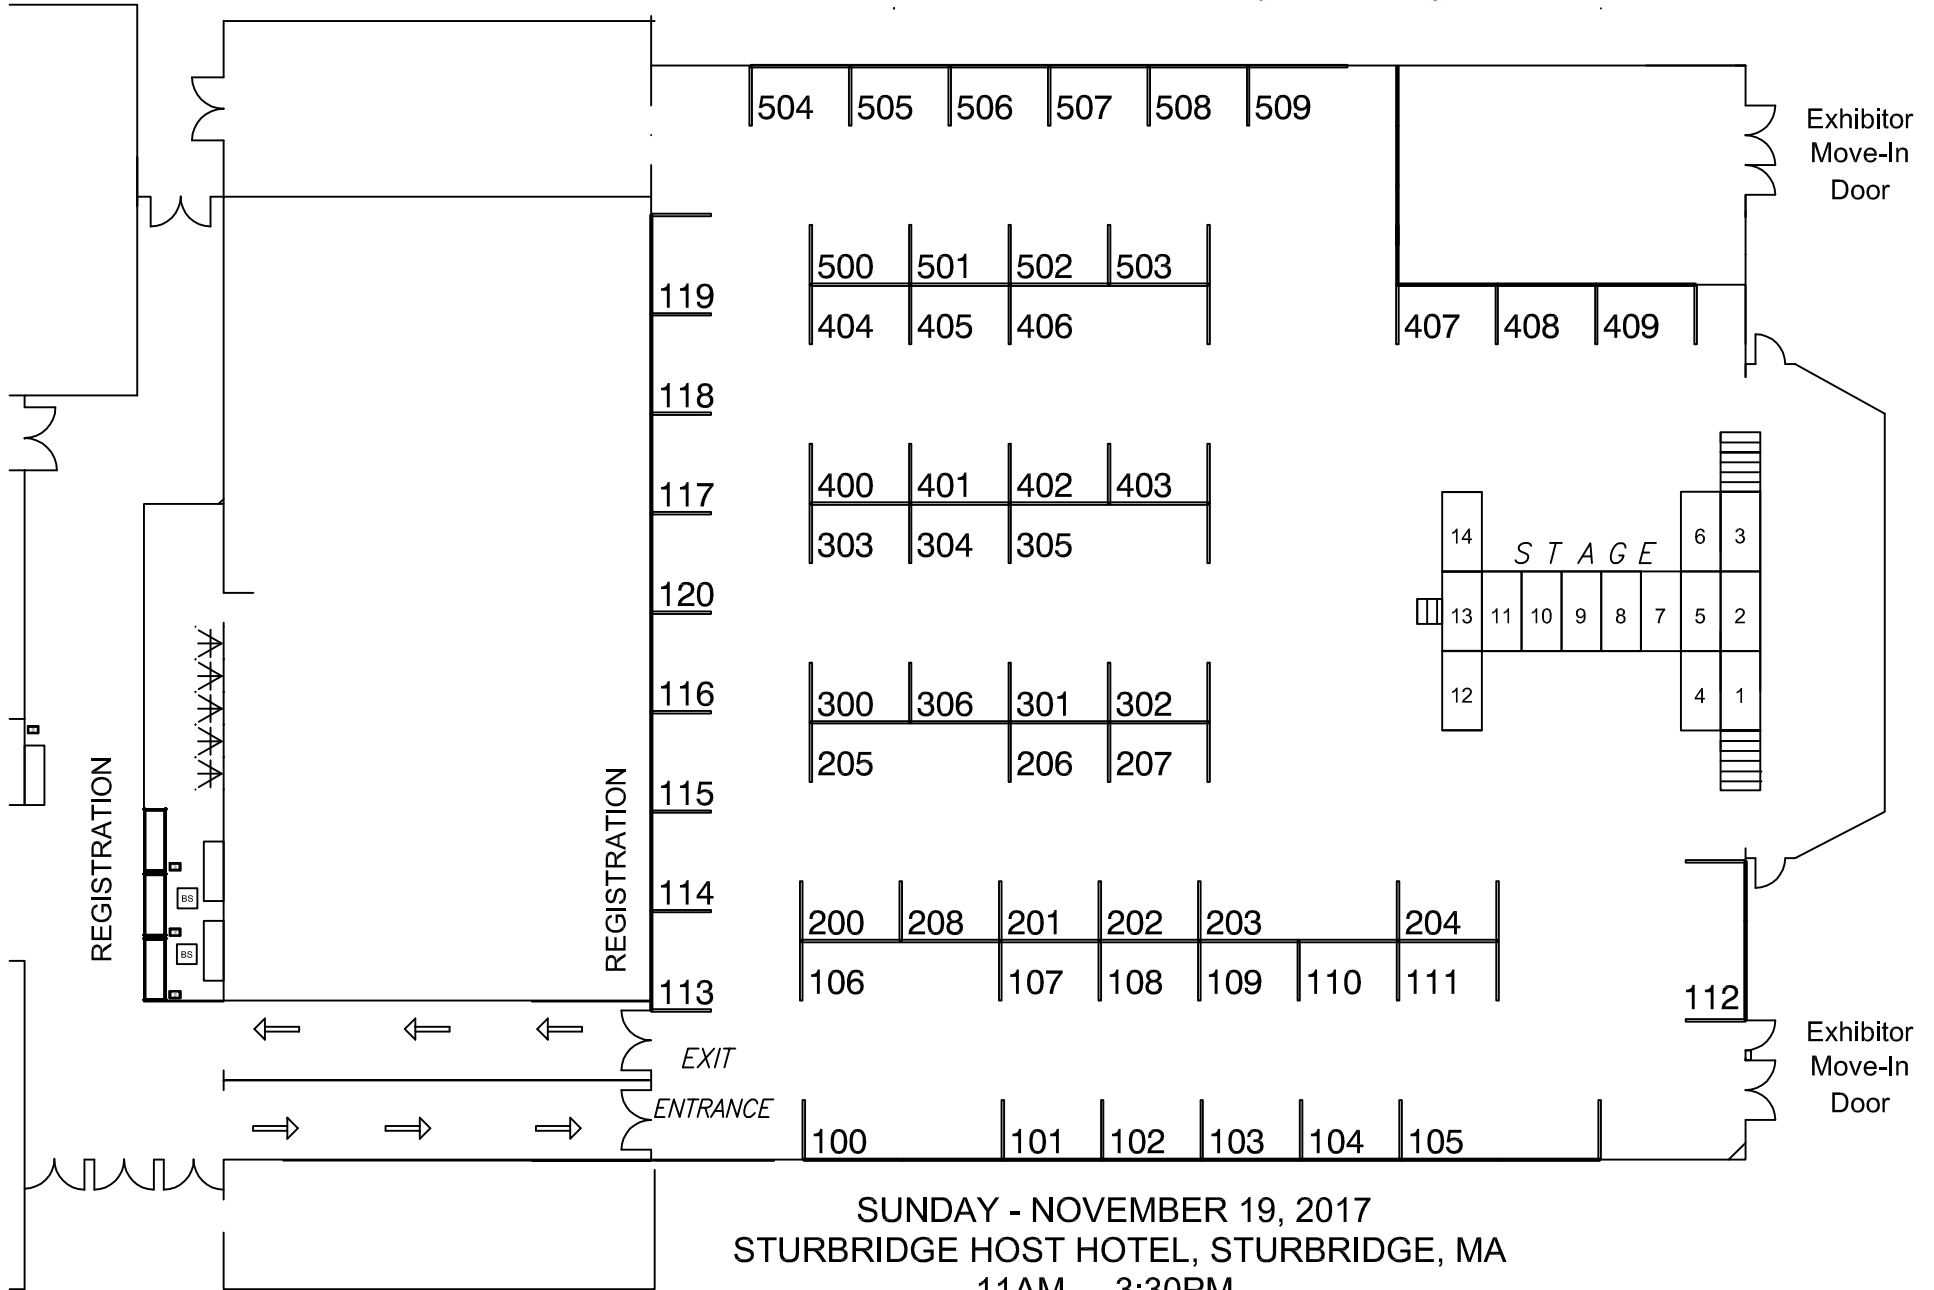 504 505 506 507 508 509
Exhibitor
Move-In
Door
500 501 502 503
119
404 405 406
407 408 409
118
400 401 402 403
117
303 304 305
14 6 3
STAGE
120
13 11 10 9 8 7 5 2
116
300 306 301 302
12 4 1
205 206 207
115
REGISTRATION
REGISTRATION
114
BS
200 208 201 202 203 204
BS
106 107 108 109 110 111
113
112
EXIT
Exhibitor
Move-In
Door
ENTRANCE
100 101 102 103 104 105
SUNDAY - NOVEMBER 19, 2017
STURBRIDGE HOST HOTEL, STURBRIDGE, MA
11AM - 3:30PM